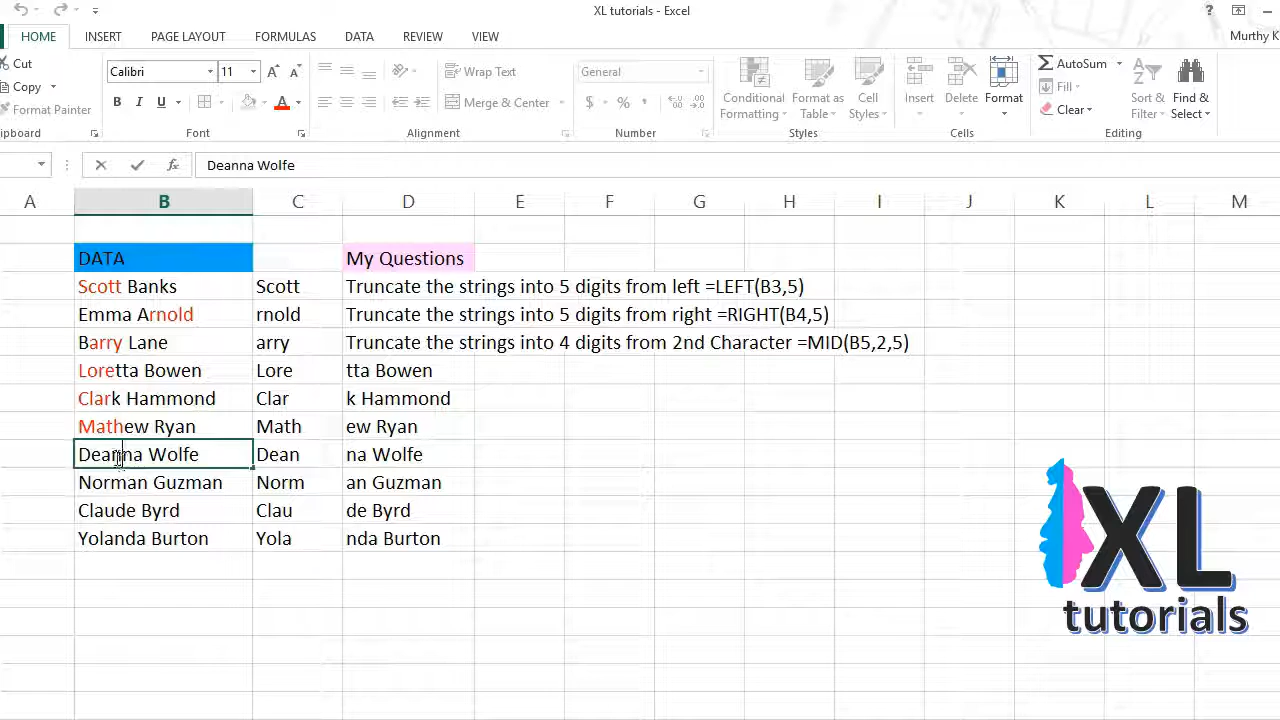 XL tutorials - Excel
?
HOME INSERT PAGE LAYOUT FORMULAS DATA REVIEW VIEW
Murthy K
Cut
Copy
Format Painter
ipboard
Calibri 11
B I U A
Font
Wrap Text
Merge & Center
Alignment
General
$ % ,
Number
Conditional Formatting
Format as Table
Cell Styles
Styles
Insert Delete Format
Cells
AutoSum
Fill
Clear
Sort & Filter
Find & Select
Editing
fx Deanna Wolfe
A B C D E F G H I J K L M
DATA My Questions
Scott Banks Scott Truncate the strings into 5 digits from left =LEFT(B3,5)
Emma Arnold rnold Truncate the strings into 5 digits from right =RIGHT(B4,5)
Barry Lane arry Truncate the strings into 4 digits from 2nd Character =MID(B5,2,5)
Loretta Bowen Lore tta Bowen
Clark Hammond Clar k Hammond
Mathew Ryan Math ew Ryan
Deanna Wolfe Dean na Wolfe
Norman Guzman Norm an Guzman
Claude Byrd Clau de Byrd
Yolanda Burton Yola nda Burton
XL
tutorials